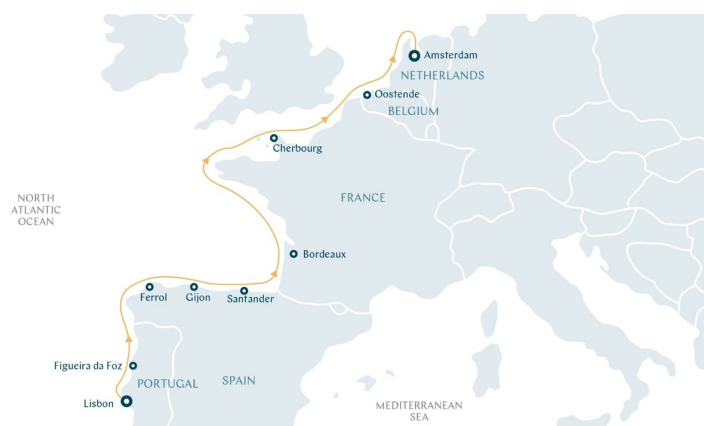 Amsterdam
NETHERLANDS
Oostende
BELGIUM
Cherbourg
NORTH
ATLANTIC
OCEAN
FRANCE
Bordeaux
Ferrol
Gijon
Santander
Figueira da Foz
PORTUGAL
SPAIN
Lisbon
MEDITERRANEAN
SEA